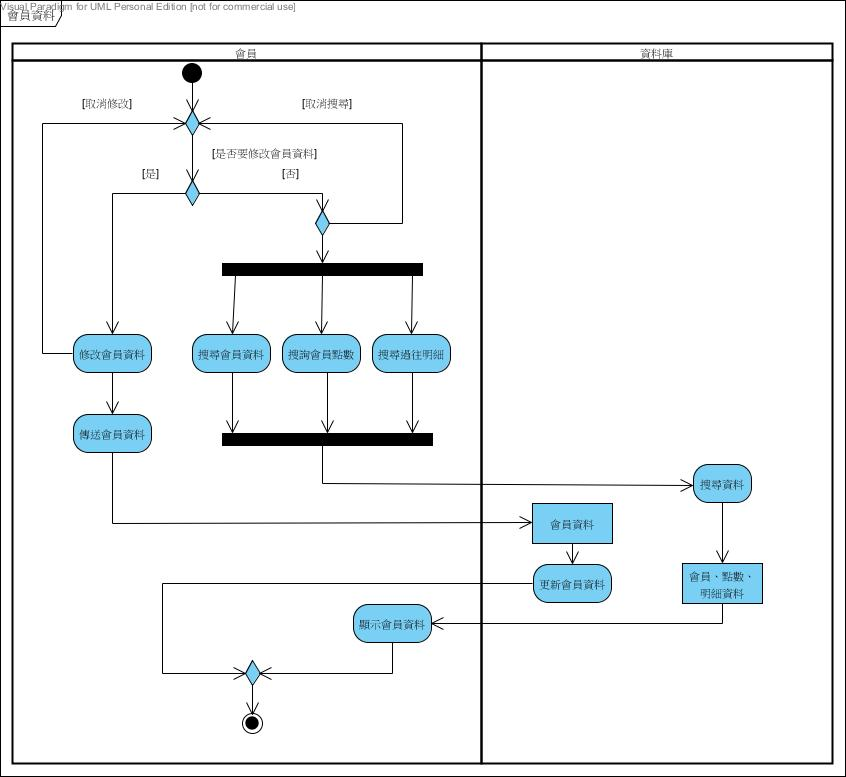 Visual Paradigm for UML Personal Edition [not for commercial use]
會員資料
會員
資料庫
[取消修改]
[取消搜尋]
[是否要修改會員資料]
[是]
[否]
修改會員資料
搜尋會員資料
搜詢會員點數
搜尋過往明細
傳送會員資料
搜尋資料
會員資料
更新會員資料
會員、點數、
明細資料
顯示會員資料